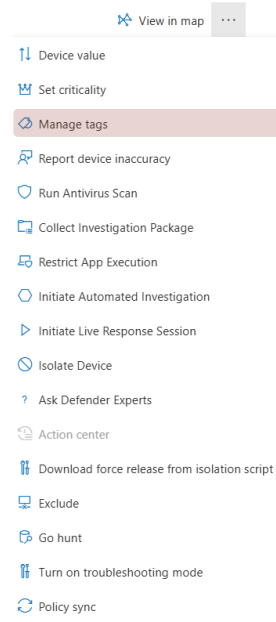 View in map ...
Device value
Set criticality
Manage tags
Report device inaccuracy
Run Antivirus Scan
Collect Investigation Package
Restrict App Execution
Initiate Automated Investigation
Initiate Live Response Session
Isolate Device
? Ask Defender Experts
Action center
Download force release from isolation script
Exclude
Go hunt
Turn on troubleshooting mode
Policy sync